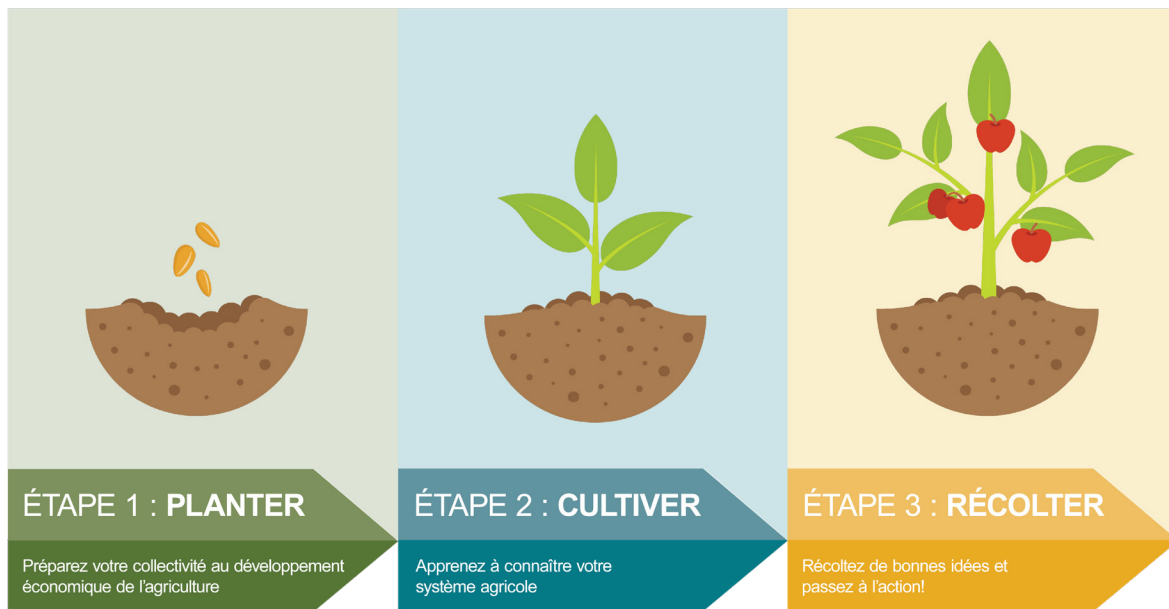 ÉTAPE 1 : PLANTER
Préparez votre collectivité au développement
économique de l'agriculture
ÉTAPE 2 : CULTIVER
Apprenez à connaître votre
système agricole
ÉTAPE 3 : RÉCOLTER
Récoltez de bonnes idées et
passez à l'action!